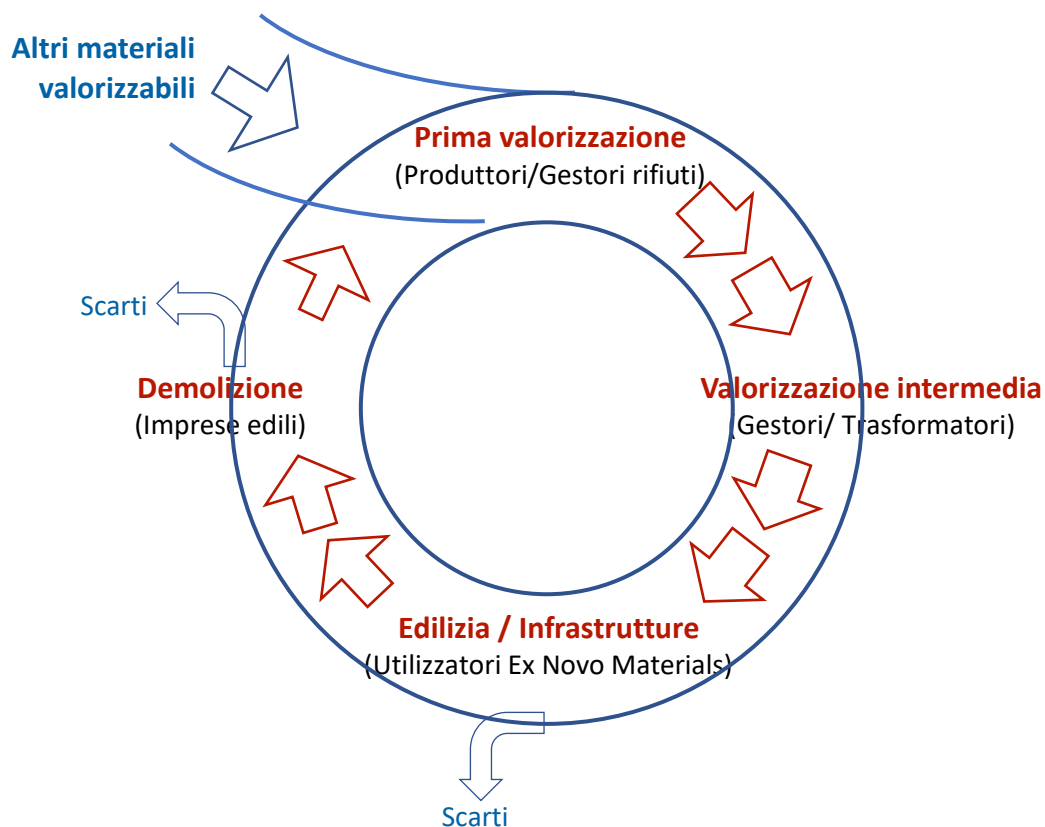 Altri materiali
valorizzabili
Prima valorizzazione
(Produttori/Gestori rifiuti)
Scarti
Demolizione
(Imprese edili)
Valorizzazione intermedia
(Gestori/ Trasformatori)
Edilizia / Infrastrutture
(Utilizzatori Ex Novo Materials)
Scarti